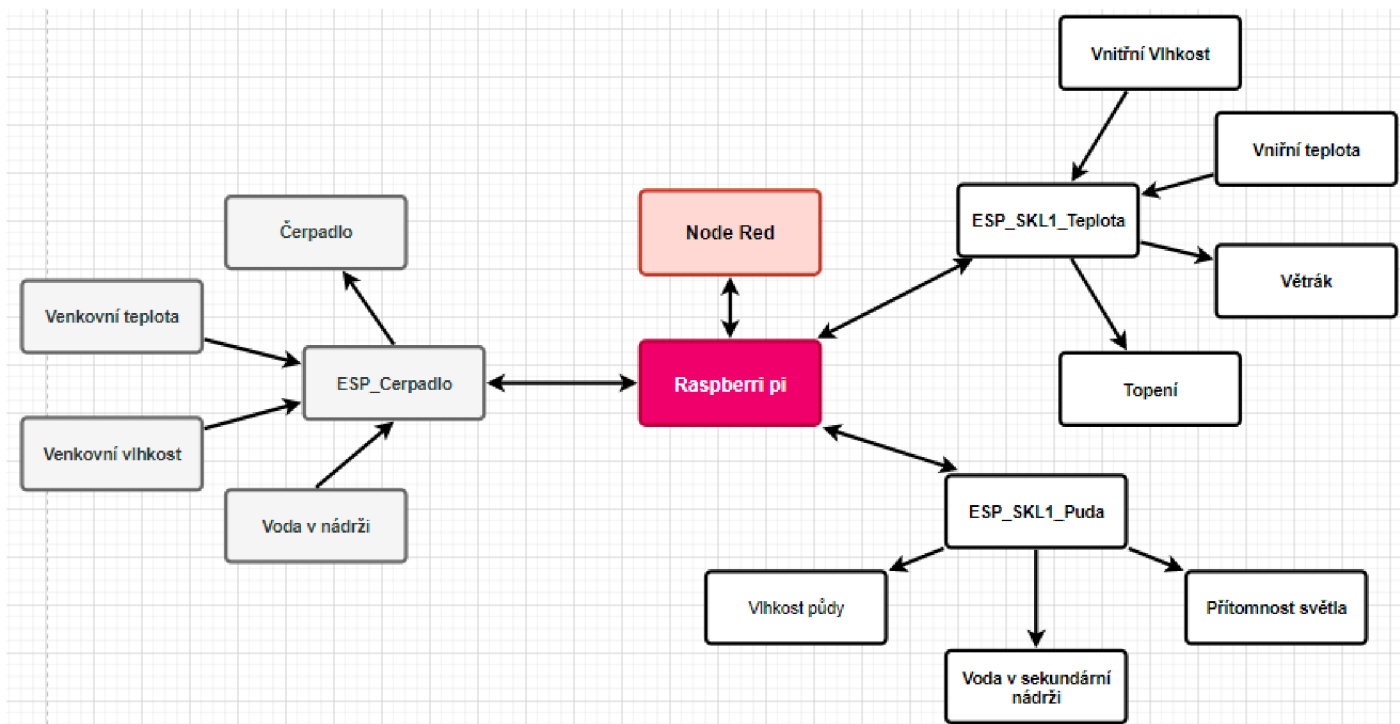 Vnitřní Vlhkost
Vniřní teplota
Čerpadlo
Node Red
ESP_SKL1_Teplota
Venkovní teplota
Větrák
ESP_Cerpadlo
Raspberri pi
Topení
Venkovní vlhkost
Voda v nádrži
ESP_SKL1_Puda
Vlhkost půdy
Přítomnost světla
Voda v sekundární
nádrži